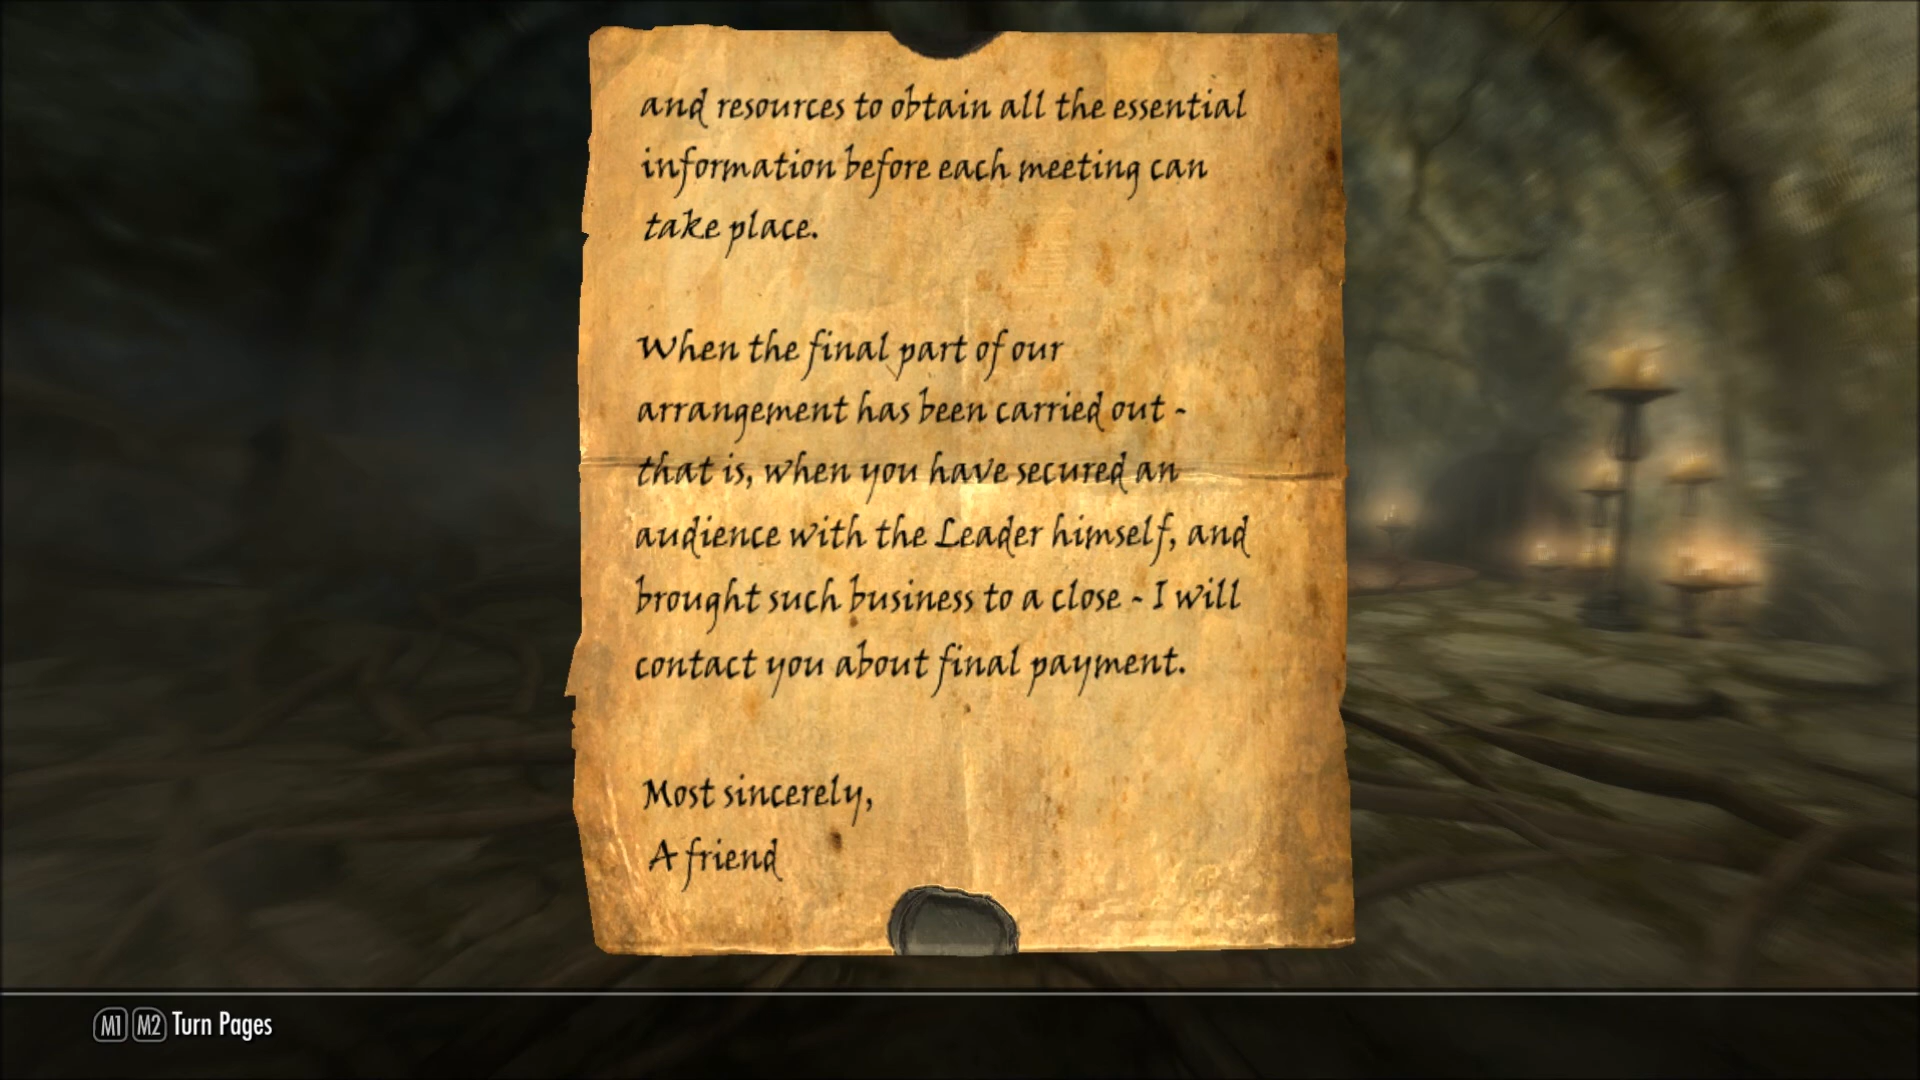 and resources to obtain all the essential
information before each meeting can
take place.
When the final part of our
arrangement has been carried out -
that is, when you have secured an
audience with the Leader himself, and
brought such business to a close - I will
contact you about final payment.
Most sincerely,
A friend
M1 M2 Turn Pages